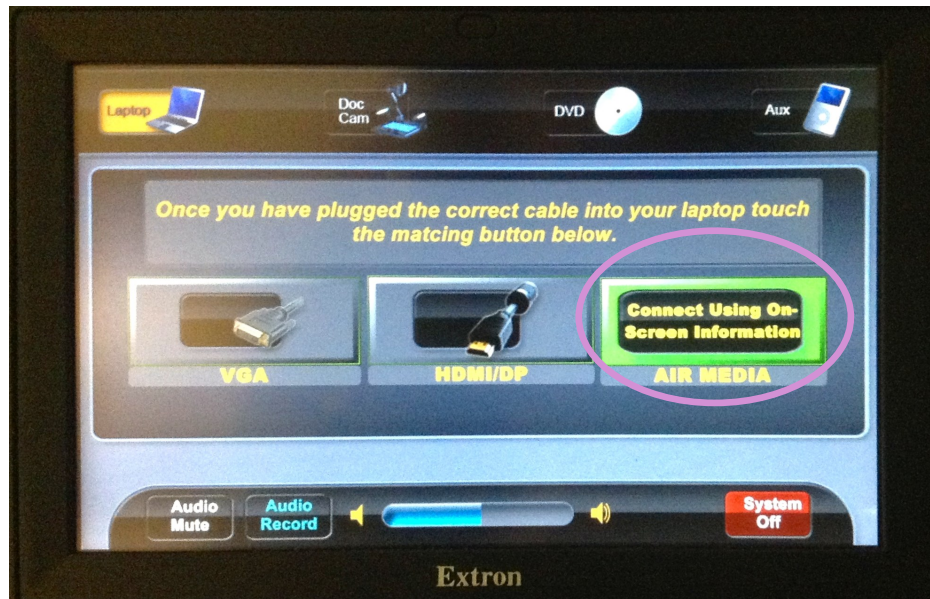 Laptop
Doc
Cam
DVD
Aux
Once you have plugged the correct cable into your laptop touch
the matcing button below.
Connect Using On-
Screen Information
VGA
HDMI/DP
AIR MEDIA
Audio
Mute
Audio
Record
System
Off
Extron